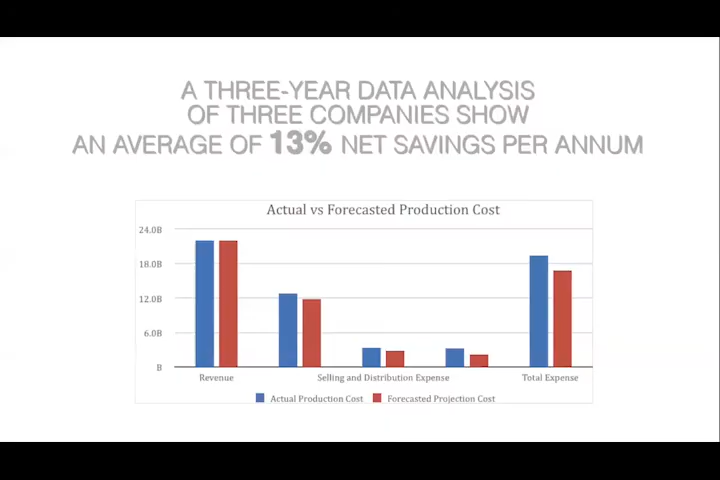 A THREE-YEAR DATA ANALYSIS
OF THREE COMPANIES SHOW
AN AVERAGE OF 13% NET SAVINGS PER ANNUM
Actual vs Forecasted Production Cost
24.0B
18.0B
12.0B
6.0B
B
Revenue Selling and Distribution Expense Total Expense
Actual Production Cost Forecasted Projection Cost